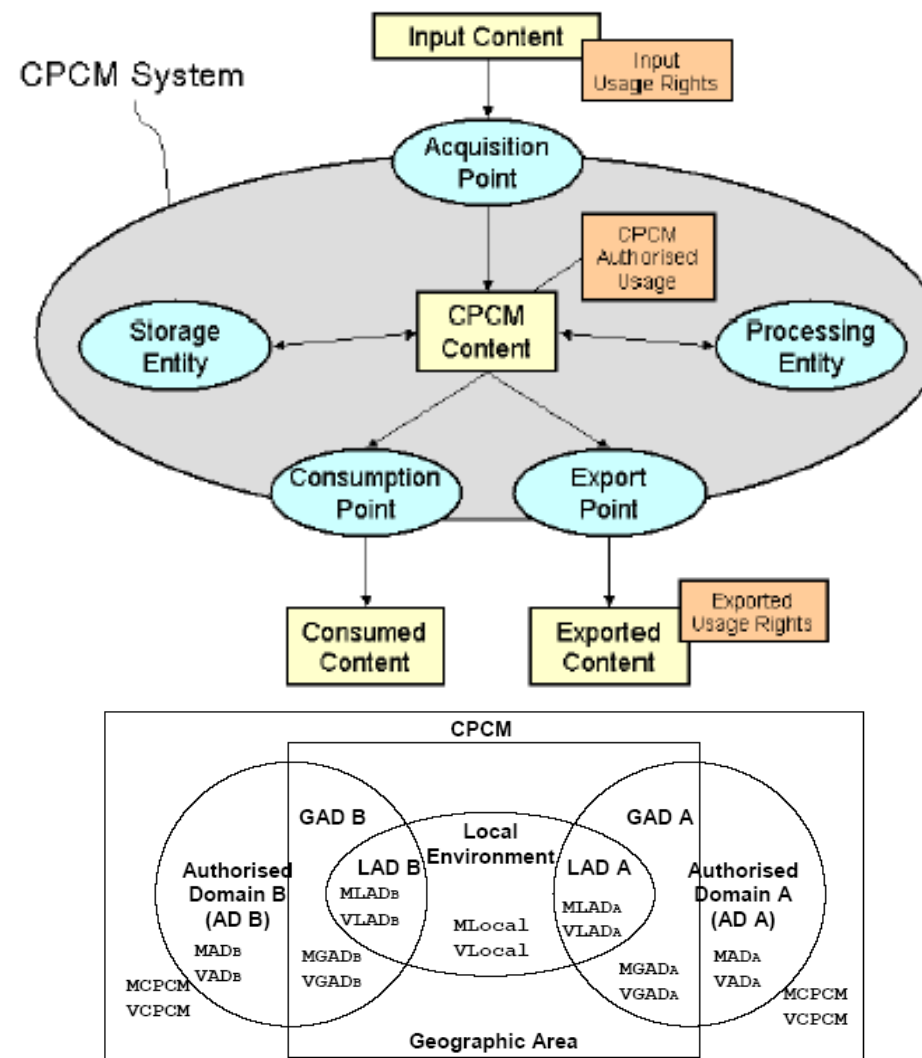 Input Content
Input
Usage Rights
CPCM System
Acquisition
Point
CPCM
Authorised
Usage
Storage
Entity
CPCM
Content
Processing
Entity
Consumption
Point
Export
Point
Consumed
Content
Exported
Content
Exported
Usage Rights
CPCM
GAD B
GAD A
Local
Environment
LAD B
LAD A
Authorised
Domain B
(AD B)
Authorised
Domain A
(AD A)
MLADB
VLADB
MLocal
VLocal
MLADA
VLADA
MADB
VADB
MGADB
VGADB
MGADA
VGADA
MADA
VADA
MCPCM
VCPCM
MCPCM
VCPCM
Geographic Area